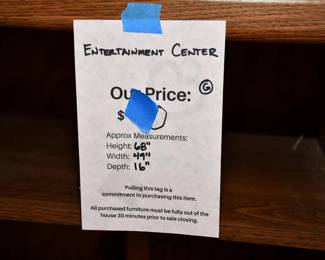 ENTERTAINMENT CENTER
Our Price:
G
$
Approx Measurements:
Height: 68"
Width: 49"
Depth: 16"
Pulling this tag is a
commitment to purchasing this item.
All purchased furniture must be fully out of the
house 30 minutes prior to sale closing.